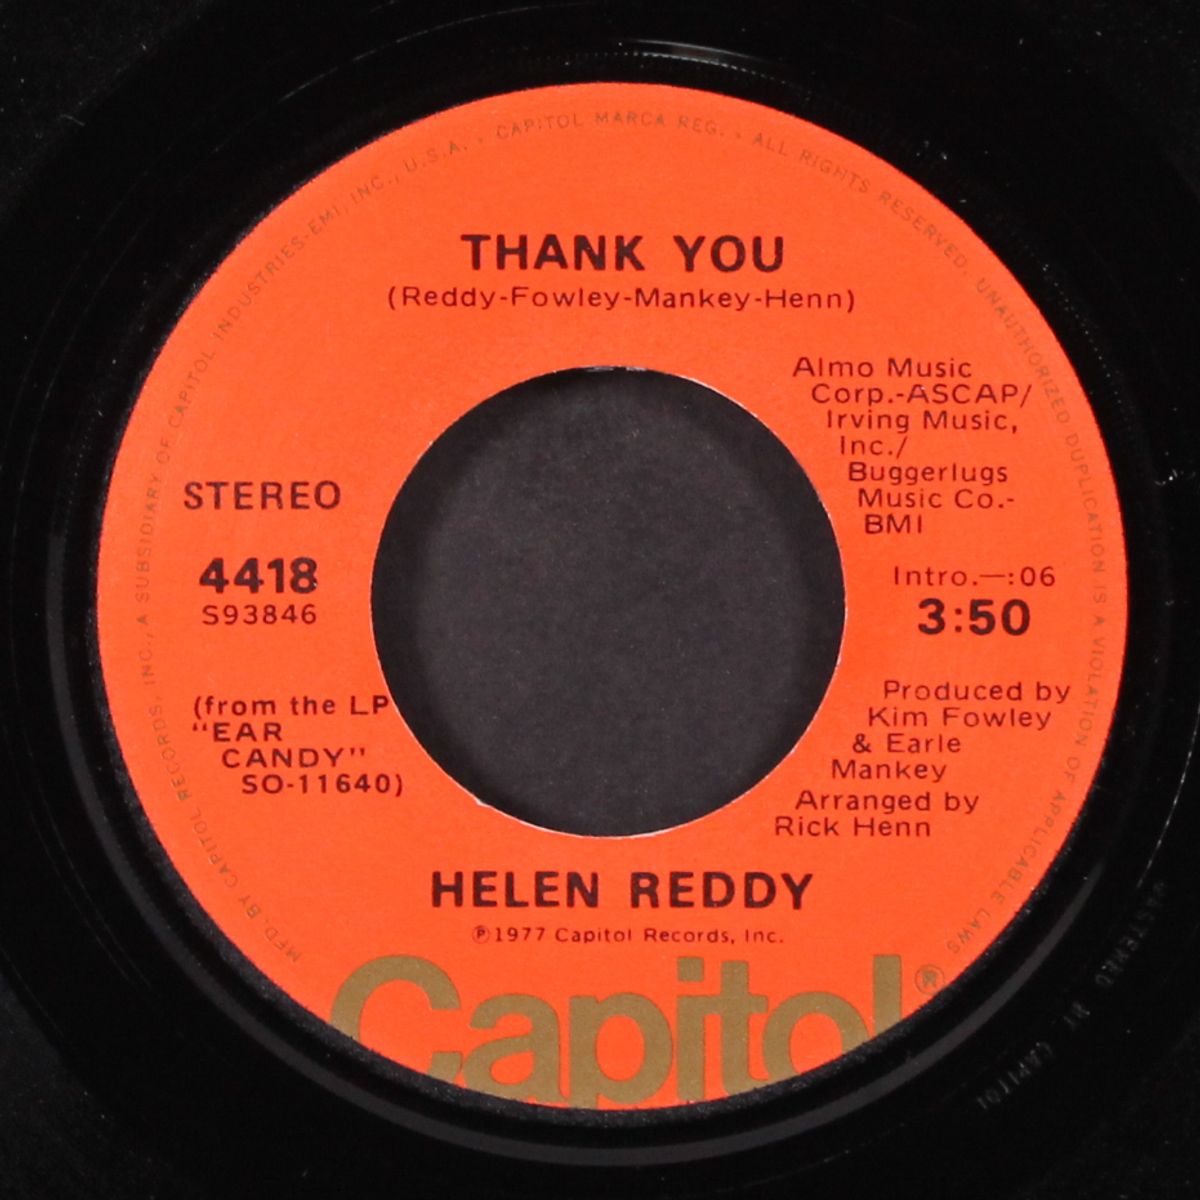 THANK YOU
(Reddy-Fowley-Mankey-Henn)
Almo Music
Corp.-ASCAP/
Irving Music,
Inc./
Buggerlugs
Music Co.-
BMI
STEREO
4418
S93846
Intro.—:06
3:50
(from the LP
"EAR
CANDY"
SO-11640)
Produced by
Kim Fowley
& Earle
Mankey
Arranged by
Rick Henn
HELEN REDDY
℗1977 Capitol Records, Inc.
Capitol®
MFD. BY CAPITOL RECORDS, INC., A SUBSIDIARY OF CAPITOL INDUSTRIES-EMI, INC., U.S.A. • CAPITOL MARCA REG. • ALL RIGHTS RESERVED. UNAUTHORIZED DUPLICATION IS A VIOLATION OF APPLICABLE LAWS
MASTERED BY CAPITOL